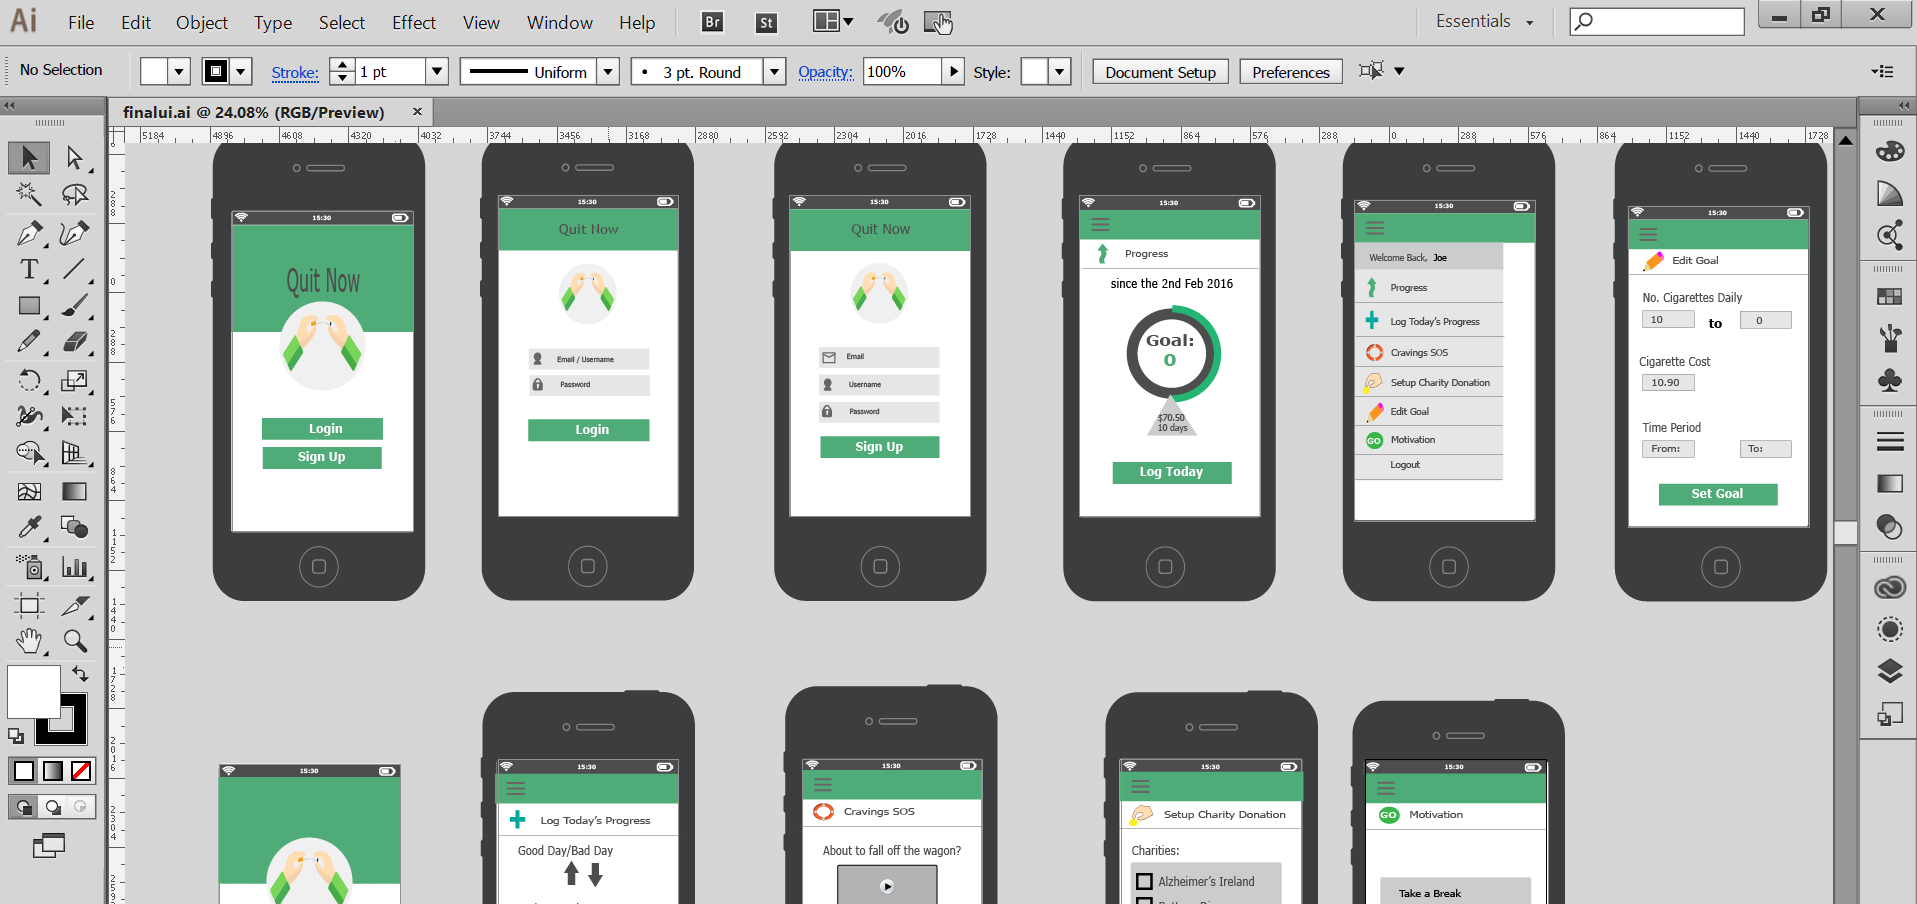 Ai File Edit Object Type Select Effect View Window Help Br St Essentials
No Selection Stroke: 1 pt Uniform 3 pt. Round Opacity: 100% Style: Document Setup Preferences
finalui.ai @ 24.08% (RGB/Preview) ×
5184 4896 4608 4320 4032 3744 3456 3168 2880 2592 2304 2016 1728 1440 1152 864 576 288 0 288 576 864 1152 1440 1728
15:30
Quit Now
Login
Sign Up
15:30
Quit Now
Email / Username
Password
Login
15:30
Quit Now
Email
Username
Password
Sign Up
15:30
Progress
since the 2nd Feb 2016
Goal:
0
$70.50
10 days
Log Today
15:30
Welcome Back, Joe
Progress
Log Today's Progress
Cravings SOS
Setup Charity Donation
Edit Goal
GO Motivation
Logout
15:30
Edit Goal
No. Cigarettes Daily
10 to 0
Cigarette Cost
10.90
Time Period
From: To:
Set Goal
15:30
15:30
Log Today's Progress
Good Day/Bad Day
15:30
Cravings SOS
About to fall off the wagon?
15:30
Setup Charity Donation
Charities:
Alzheimer's Ireland
15:30
GO Motivation
Take a Break